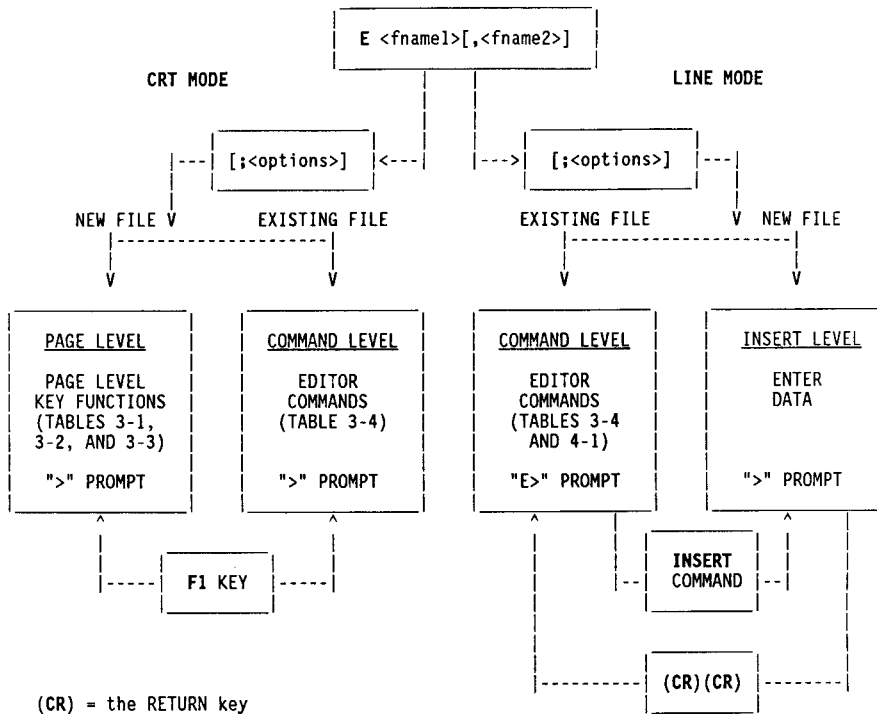 E <fname1>[,<fname2>]
CRT MODE
LINE MODE
[;<options>]
[;<options>]
NEW FILE
EXISTING FILE
EXISTING FILE
NEW FILE
PAGE LEVEL
PAGE LEVEL
KEY FUNCTIONS
(TABLES 3-1,
3-2, AND 3-3)
">" PROMPT
COMMAND LEVEL
EDITOR
COMMANDS
(TABLE 3-4)
">" PROMPT
COMMAND LEVEL
EDITOR
COMMANDS
(TABLES 3-4
AND 4-1)
"E>" PROMPT
INSERT LEVEL
ENTER
DATA
">" PROMPT
F1 KEY
INSERT
COMMAND
(CR)(CR)
(CR) = the RETURN key